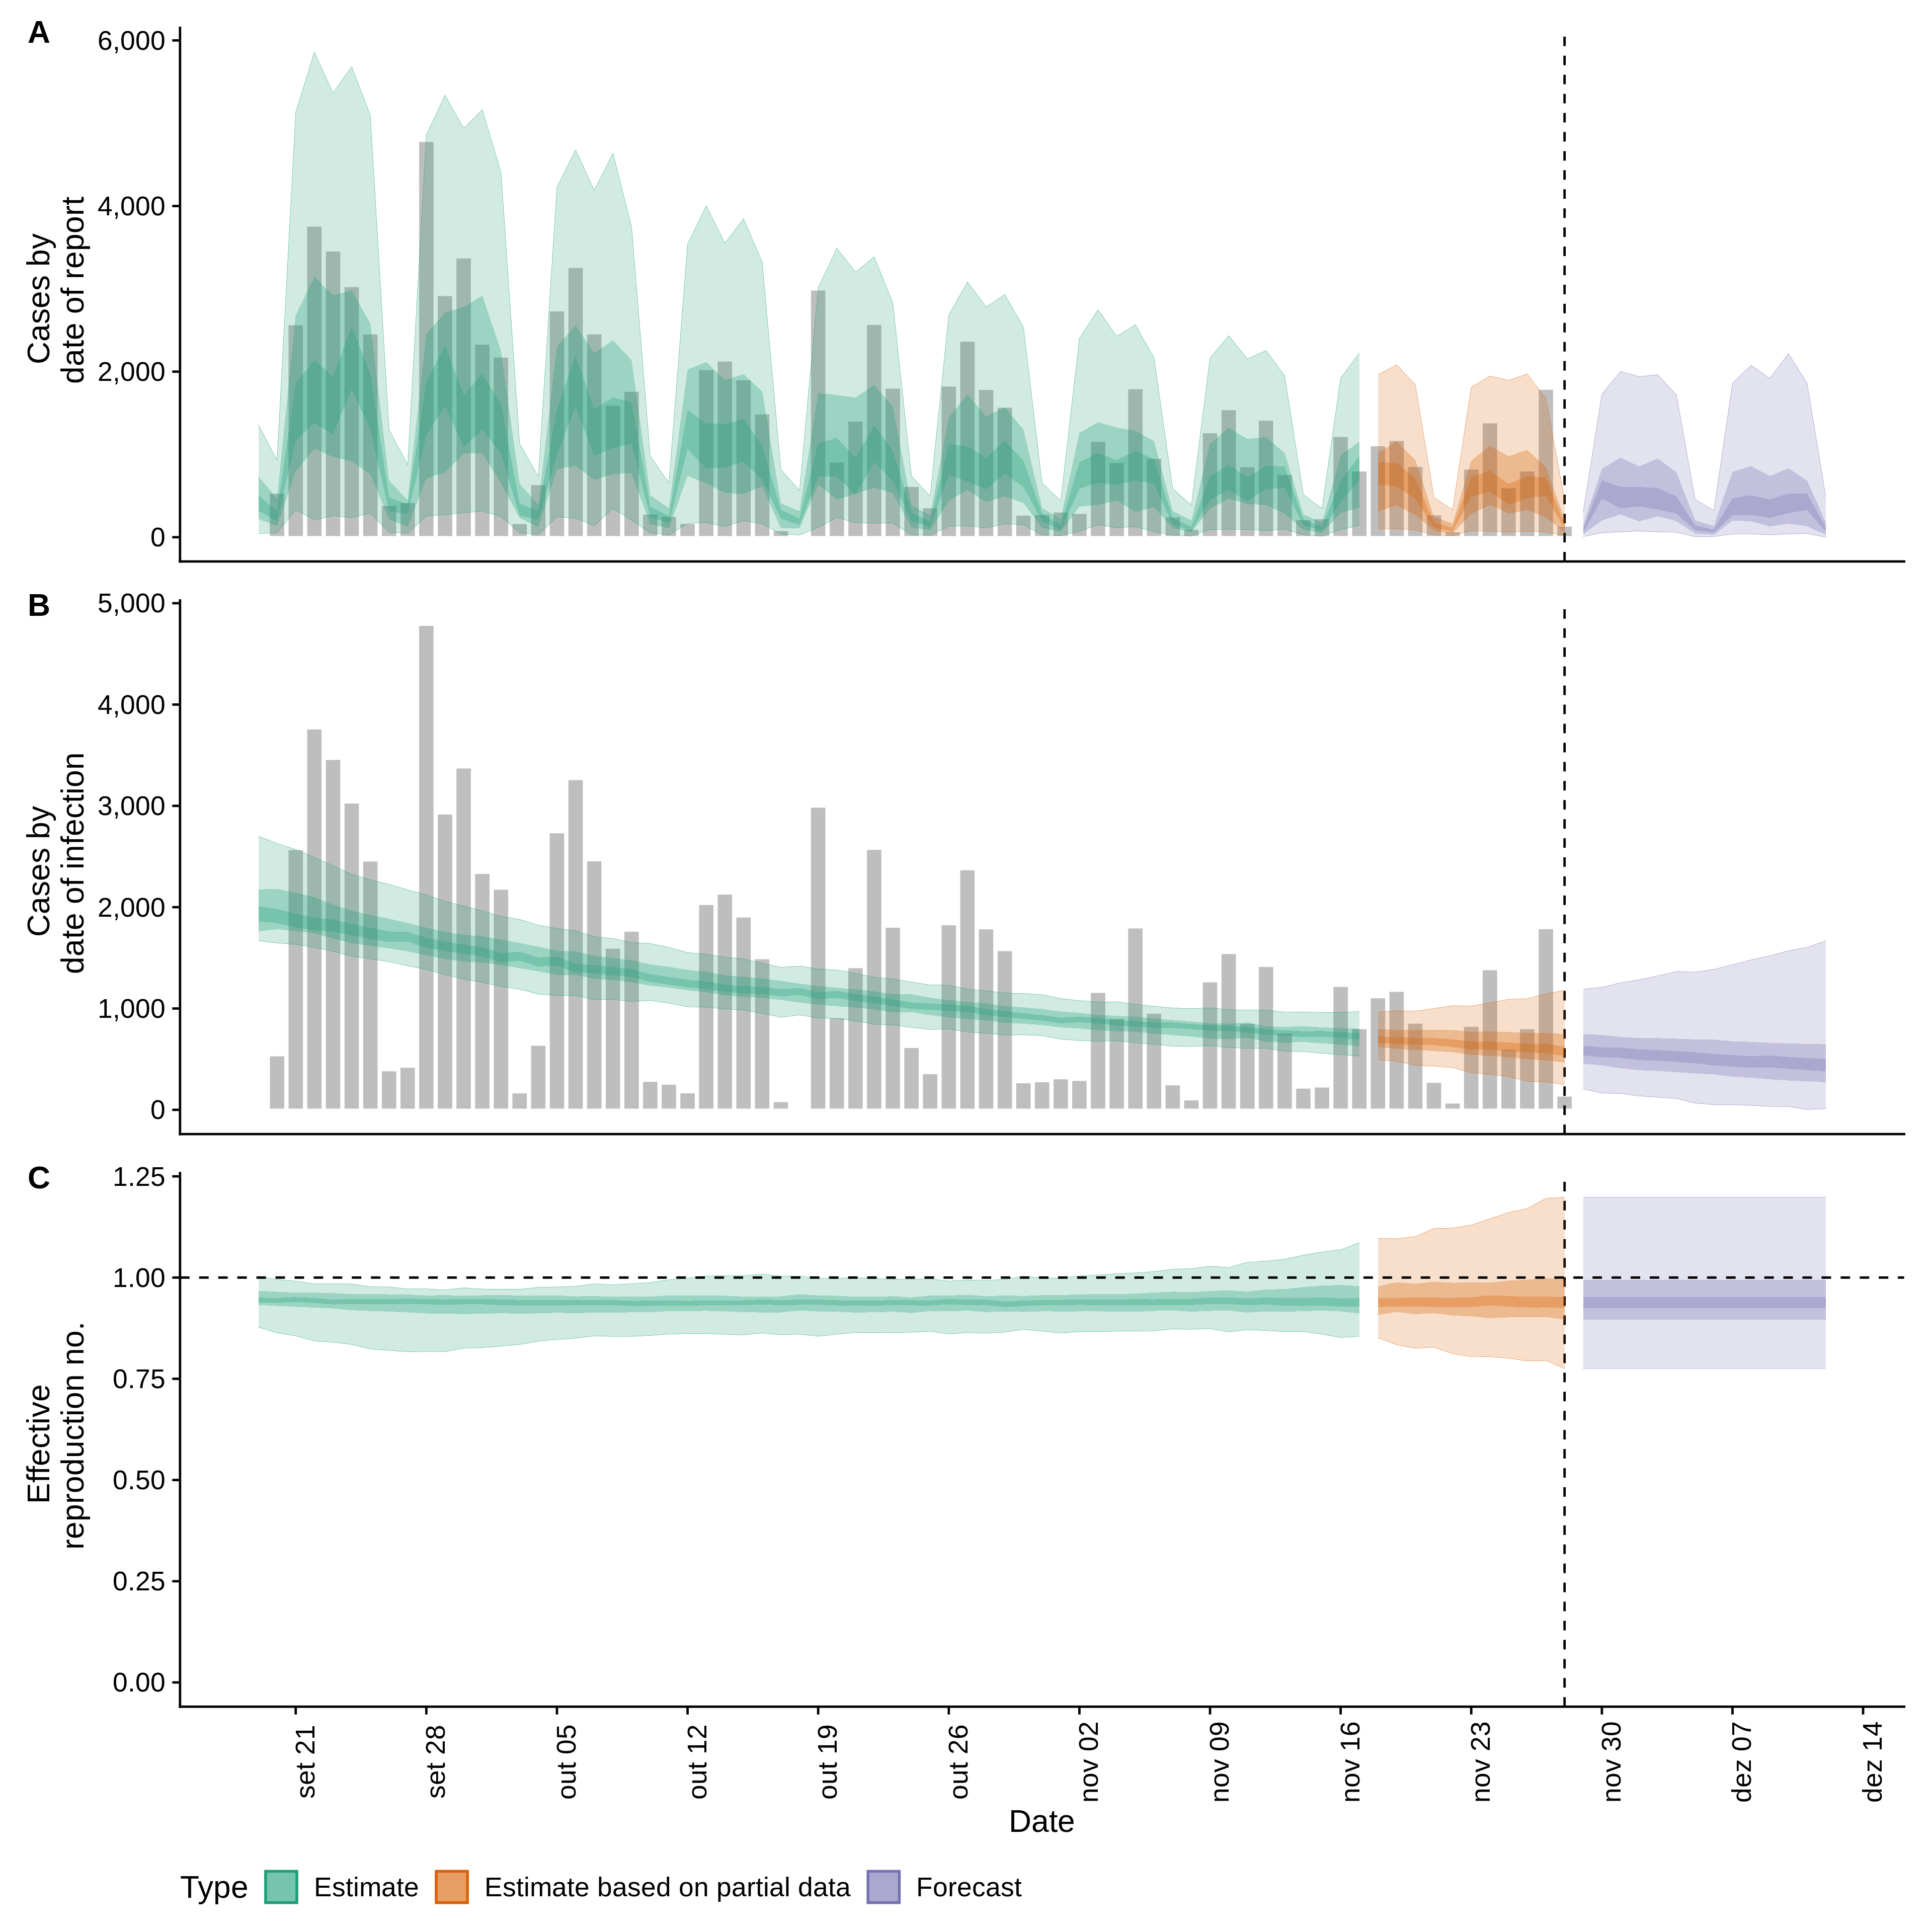 A
Cases by
date of report
6,000
4,000
2,000
0
B
Cases by
date of infection
5,000
4,000
3,000
2,000
1,000
0
C
Effective
reproduction no.
1.25
1.00
0.75
0.50
0.25
0.00
set 21
set 28
out 05
out 12
out 19
out 26
nov 02
nov 09
nov 16
nov 23
nov 30
dez 07
dez 14
Date
Type Estimate Estimate based on partial data Forecast